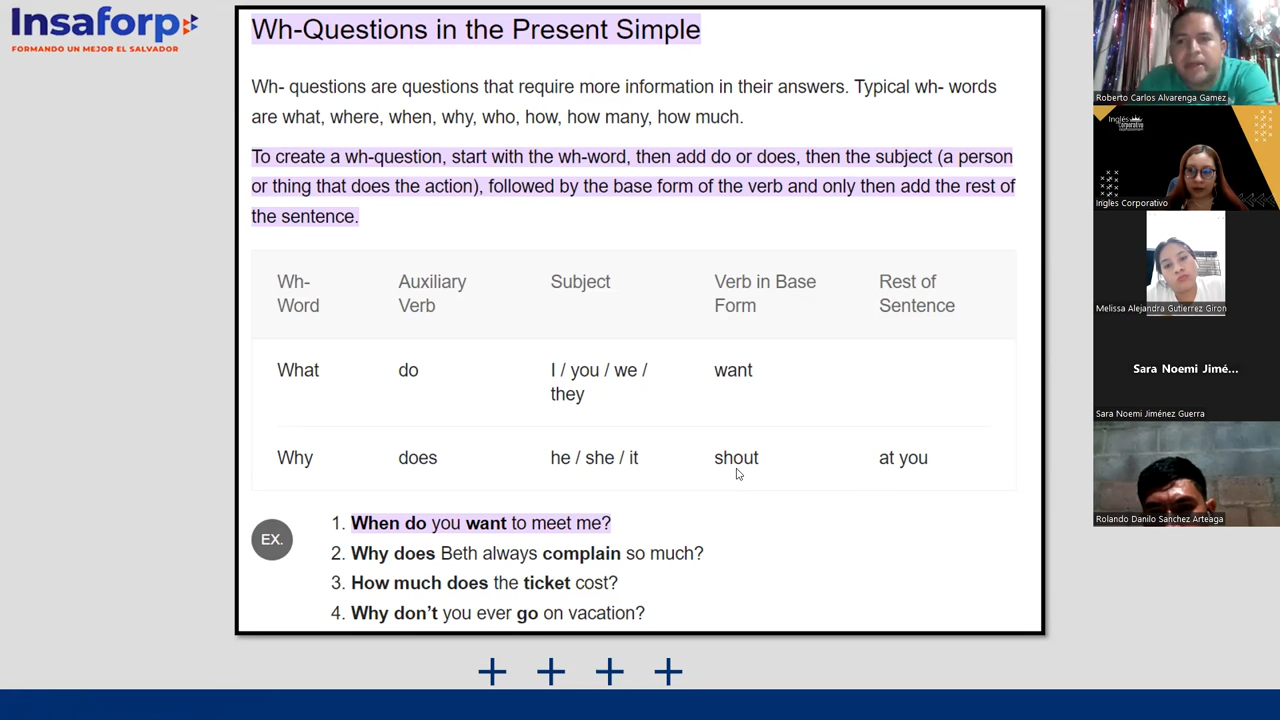 Insaforp
FORMANDO UN MEJOR EL SALVADOR
Wh-Questions in the Present Simple
Wh- questions are questions that require more information in their answers. Typical wh- words
are what, where, when, why, who, how, how many, how much.
To create a wh-question, start with the wh-word, then add do or does, then the subject (a person
or thing that does the action), followed by the base form of the verb and only then add the rest of
the sentence.
Wh-
Word
Auxiliary
Verb
Subject
Verb in Base
Form
Rest of
Sentence
What
do
I / you / we /
they
want
Why
does
he / she / it
shout
at you
EX.
1. When do you want to meet me?
2. Why does Beth always complain so much?
3. How much does the ticket cost?
4. Why don't you ever go on vacation?
Roberto Carlos Alvarenga Gamez
Inglés
Corporativo
Ingles Corporativo
Melissa Alejandra Gutierrez Giron
Sara Noemi Jimé...
Sara Noemi Jiménez Guerra
Rolando Danilo Sanchez Arteaga